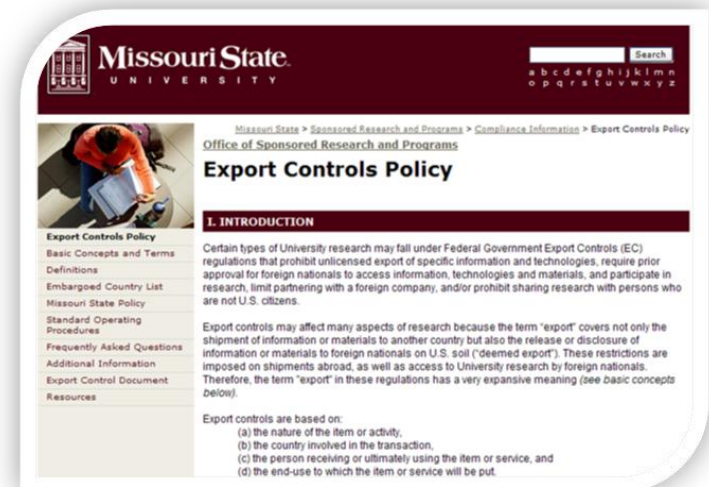 Missouri State
UNIVERSITY
Search
a b c d e f g h i j k l m n
o p q r s t u v w x y z
Missouri State > Sponsored Research and Programs > Compliance Information > Export Controls Policy
Office of Sponsored Research and Programs
Export Controls Policy
Export Controls Policy
Basic Concepts and Terms
Definitions
Embargoed Country List
Missouri State Policy
Standard Operating
Procedures
Frequently Asked Questions
Additional Information
Export Control Document
Resources
I. INTRODUCTION
Certain types of University research may fall under Federal Government Export Controls (EC)
regulations that prohibit unlicensed export of specific information and technologies, require prior
approval for foreign nationals to access information, technologies and materials, and participate in
research, limit partnering with a foreign company, and/or prohibit sharing research with persons who
are not U.S. citizens.
Export controls may affect many aspects of research because the term "export" covers not only the
shipment of information or materials to another country but also the release or disclosure of
information or materials to foreign nationals on U.S. soil ("deemed export"). These restrictions are
imposed on shipments abroad, as well as access to University research by foreign nationals.
Therefore, the term "export" in these regulations has a very expansive meaning (see basic concepts
below).
Export controls are based on:
(a) the nature of the item or activity,
(b) the country involved in the transaction,
(c) the person receiving or ultimately using the item or service, and
(d) the end-use to which the item or service will be put.